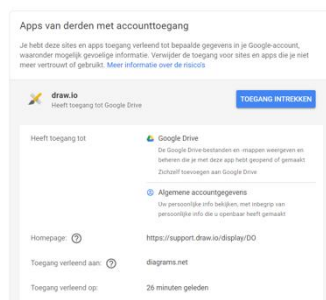 Apps van derden met accounttoegang
Je hebt deze sites en apps toegang verleend tot bepaalde gegevens in je Google-account,
waaronder mogelijk gevoelige informatie. Verwijder de toegang voor sites en apps die je niet
meer vertrouwt of gebruikt. Meer informatie over de risico's
draw.io
Heeft toegang tot Google Drive
TOEGANG INTREKKEN
Heeft toegang tot
Google Drive
De Google Drive-bestanden en -mappen weergeven en
beheren die je met deze app hebt geopend of gemaakt
Zichzelf toevoegen aan Google Drive
Algemene accountgegevens
Uw persoonlijke info bekijken, met inbegrip van
persoonlijke info die u openbaar heeft gemaakt
Homepage: ?
https://support.draw.io/display/DO
Toegang verleend aan: ?
diagrams.net
Toegang verleend op:
26 minuten geleden